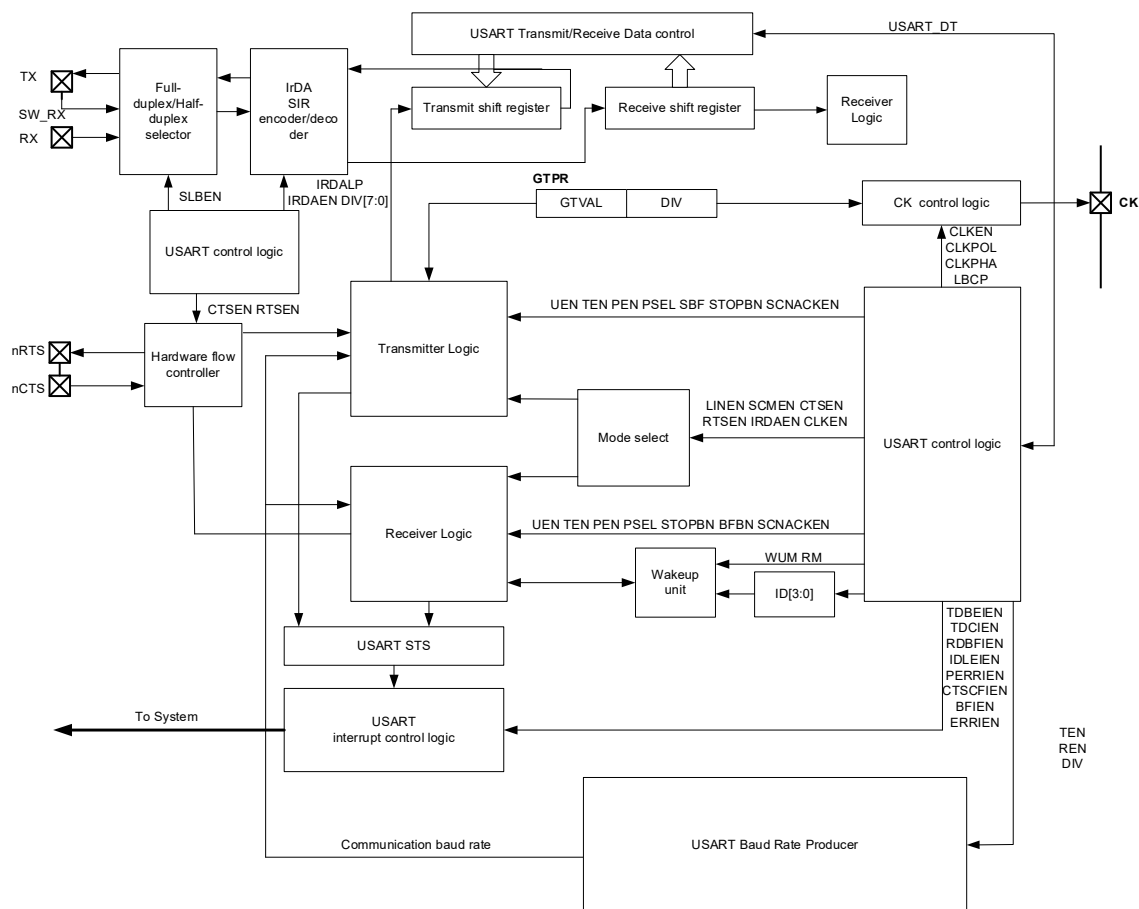 USART Transmit/Receive Data control
USART_DT
TX
SW_RX
RX
Full-
duplex/Half-
duplex
selector
IrDA
SIR
encoder/deco
der
Transmit shift register
Receive shift register
Receiver
Logic
SLBEN
IRDALP
IRDAEN DIV[7:0]
GTPR
GTVAL
DIV
CK control logic
CK
USART control logic
CLKEN
CLKPOL
CLKPHA
LBCP
CTSEN RTSEN
nRTS
nCTS
Hardware flow
controller
Transmitter Logic
UEN TEN PEN PSEL SBF STOPBN SCNACKEN
Mode select
LINEN SCMEN CTSEN
RTSEN IRDAEN CLKEN
USART control logic
Receiver Logic
UEN TEN PEN PSEL STOPBN BFBN SCNACKEN
Wakeup
unit
WUM RM
ID[3:0]
USART STS
TDBEIEN
TDCIEN
RDBFIEN
IDLEIEN
PERRIEN
CTSCFIEN
BFIEN
ERRIEN
To System
USART
interrupt control logic
TEN
REN
DIV
Communication baud rate
USART Baud Rate Producer